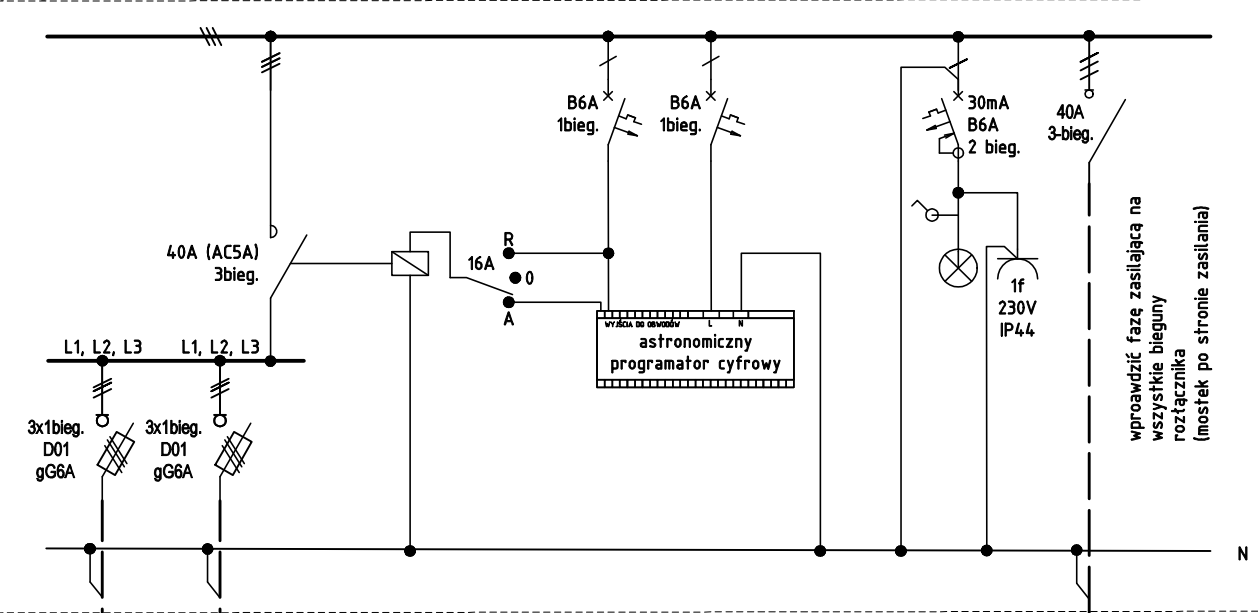 B6A
1bieg.
B6A
1bieg.
30mA
B6A
2 bieg.
40A
3-bieg.
40A (AC5A)
3bieg.
16A
R
0
A
WYJŚCIA DO OBWODÓW
L
N
astronomiczny
programator cyfrowy
1f
230V
IP44
wproawdzić fazę zasilającą na
wszystkie bieguny
rozłącznika
(mostek po stronie zasilania)
L1, L2, L3
L1, L2, L3
3x1bieg.
D01
gG6A
3x1bieg.
D01
gG6A
N